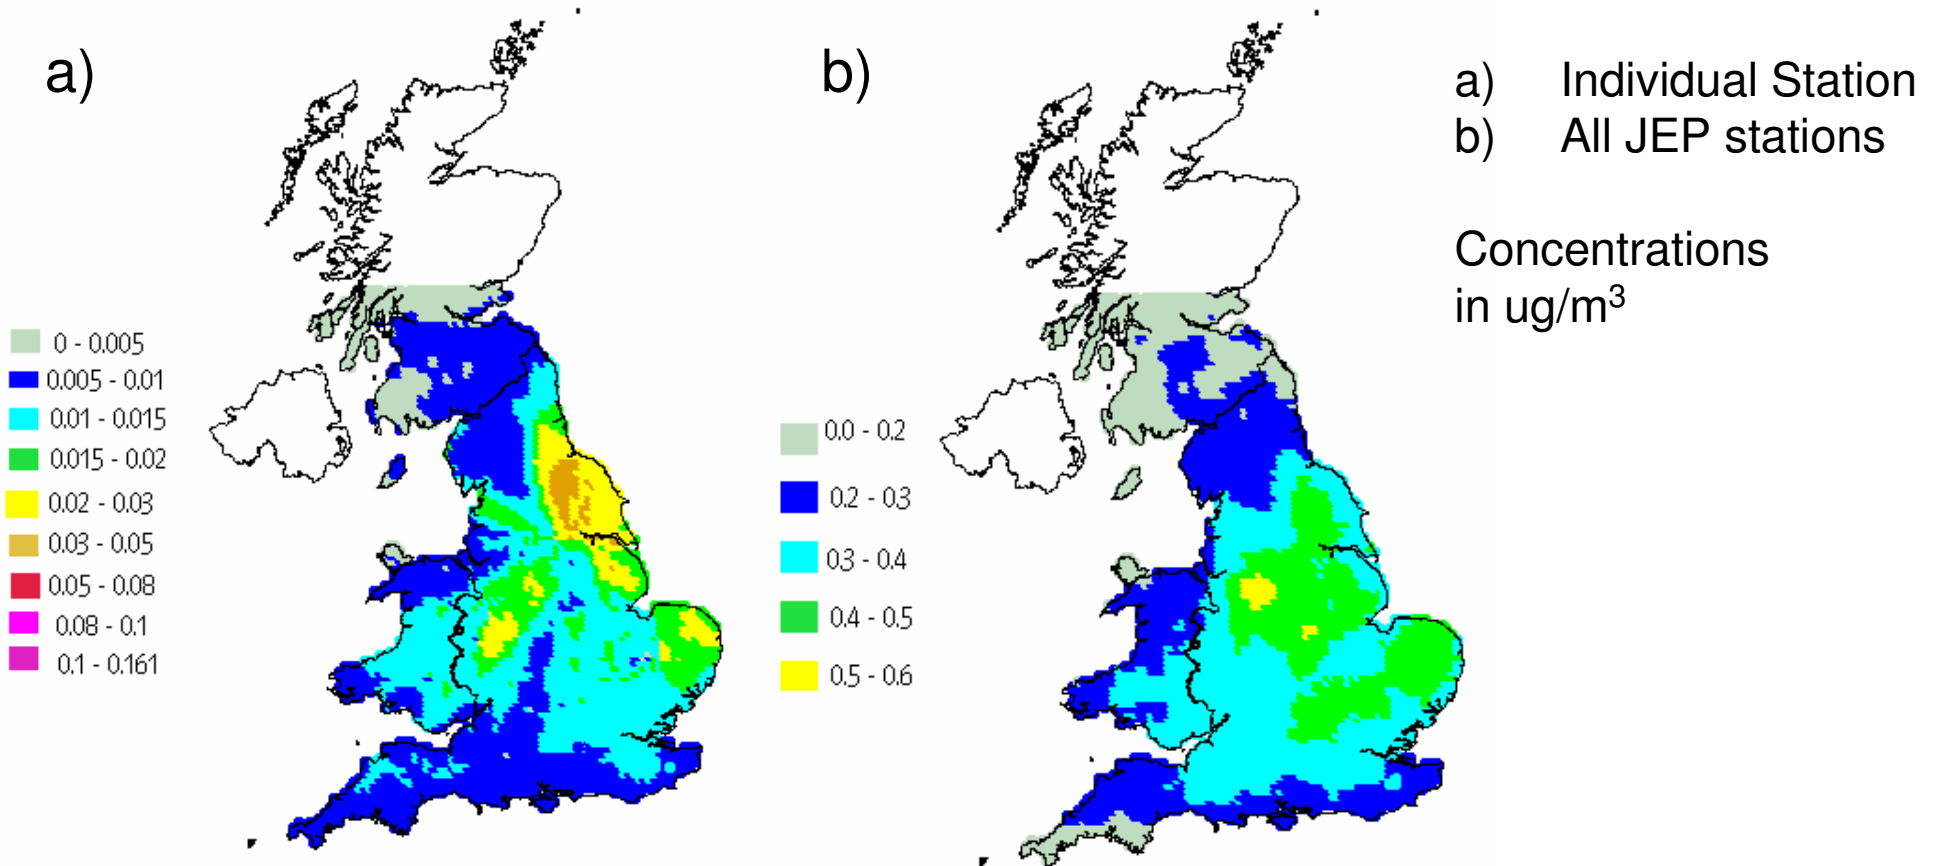 a)
b)
a) Individual Station
b) All JEP stations
Concentrations
in ug/m³
0 - 0.005
0.005 - 0.01
0.01 - 0.015
0.015 - 0.02
0.02 - 0.03
0.03 - 0.05
0.05 - 0.08
0.08 - 0.1
0.1 - 0.161
0.0 - 0.2
0.2 - 0.3
0.3 - 0.4
0.4 - 0.5
0.5 - 0.6